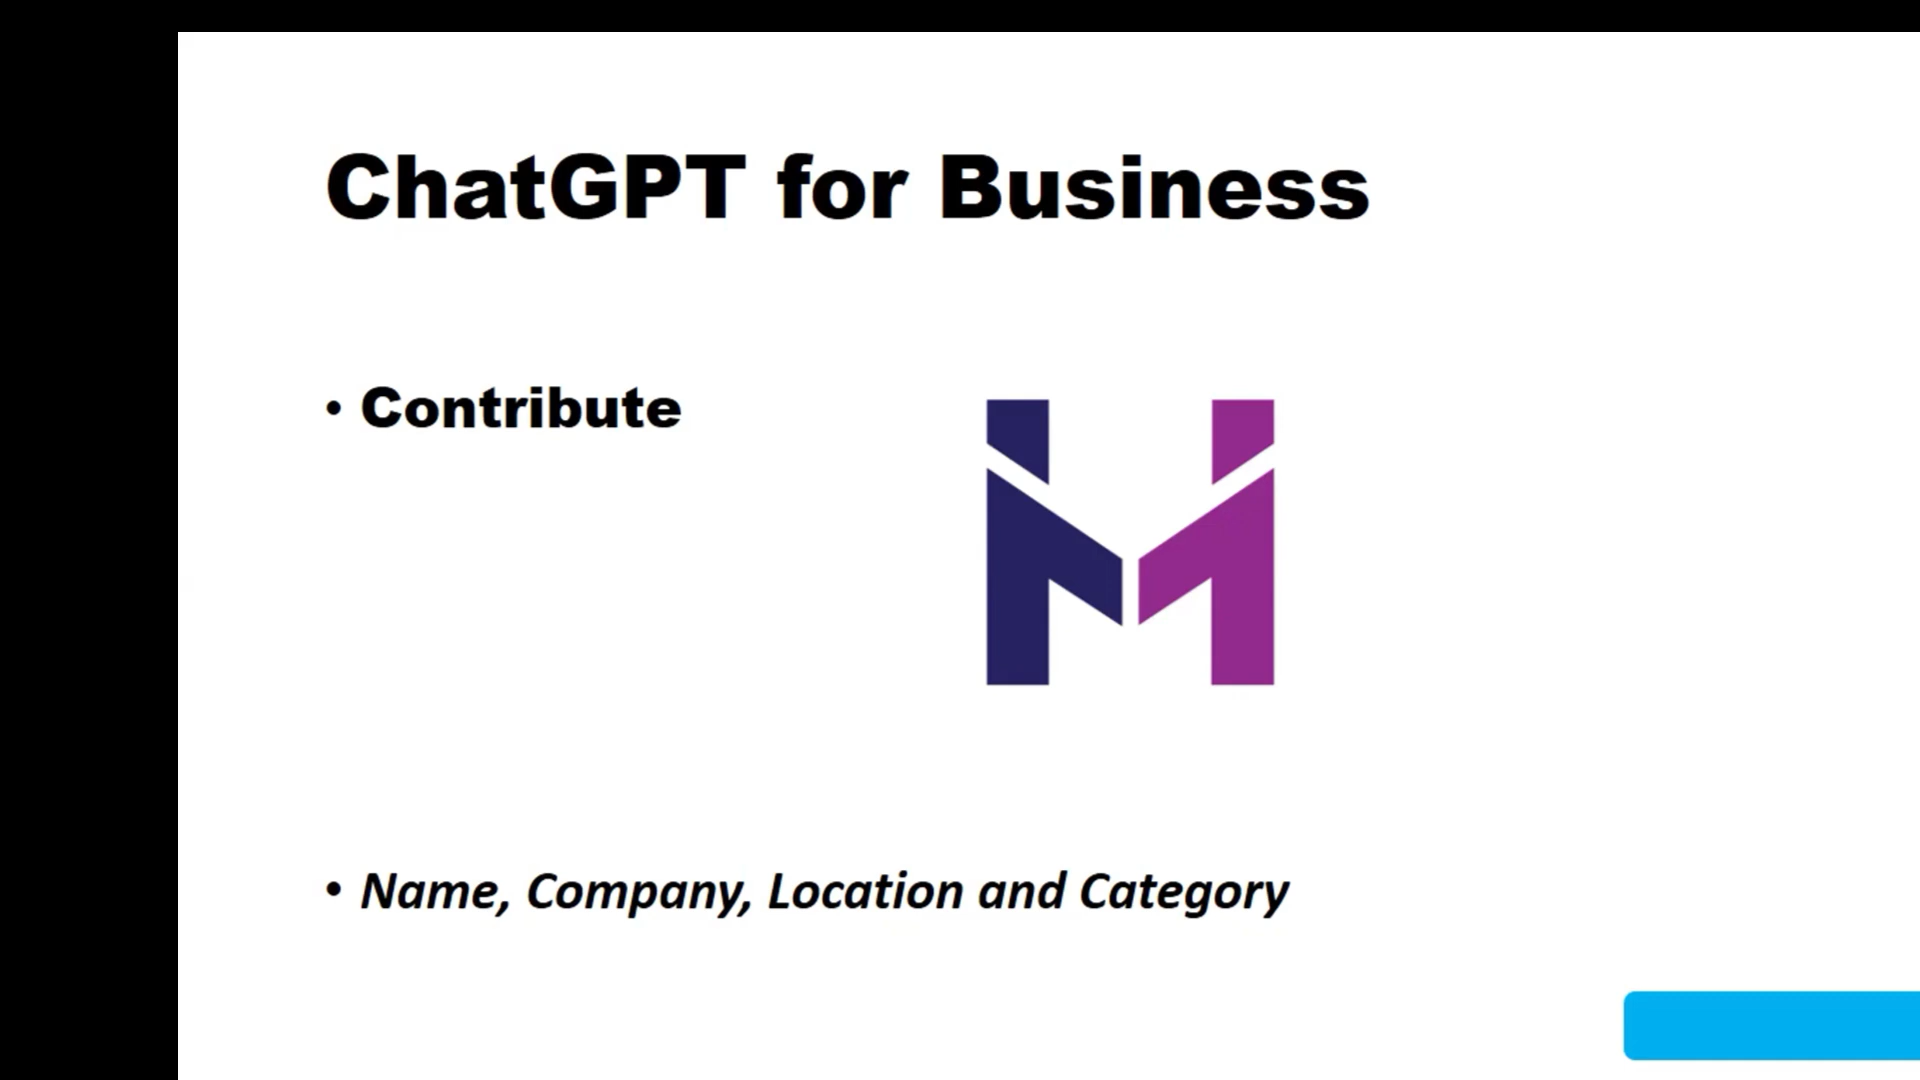 ChatGPT for Business
• Contribute
• Name, Company, Location and Category